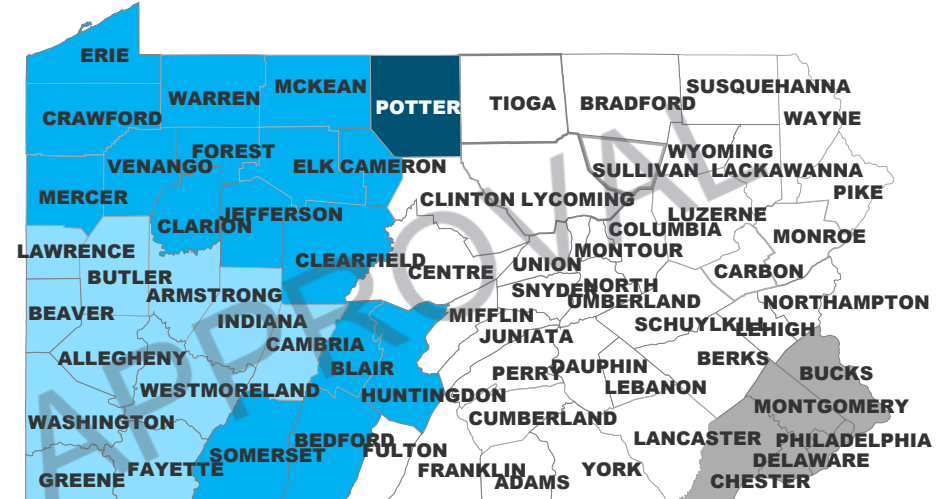 ERIE
MCKEAN
WARREN
POTTER
TIOGA
BRADFORD
SUSQUEHANNA
WAYNE
CRAWFORD
FOREST
VENANGO
ELK
CAMERON
WYOMING
SULLIVAN
LACKAWANNA
PIKE
MERCER
CLINTON
LYCOMING
CLARION
JEFFERSON
LUZERNE
COLUMBIA
MONROE
LAWRENCE
CLEARFIELD
CENTRE
UNION
MONTOUR
CARBON
BUTLER
ARMSTRONG
SNYDER
NORTH
UMBERLAND
NORTHAMPTON
BEAVER
INDIANA
MIFFLIN
SCHUYLKILL
LEHIGH
JUNIATA
CAMBRIA
ALLEGHENY
BLAIR
PERRY
DAUPHIN
BERKS
BUCKS
WESTMORELAND
HUNTINGDON
LEBANON
MONTGOMERY
WASHINGTON
CUMBERLAND
BEDFORD
FULTON
LANCASTER
PHILADELPHIA
SOMERSET
FAYETTE
DELAWARE
GREENE
FRANKLIN
ADAMS
YORK
CHESTER
APPROVAL